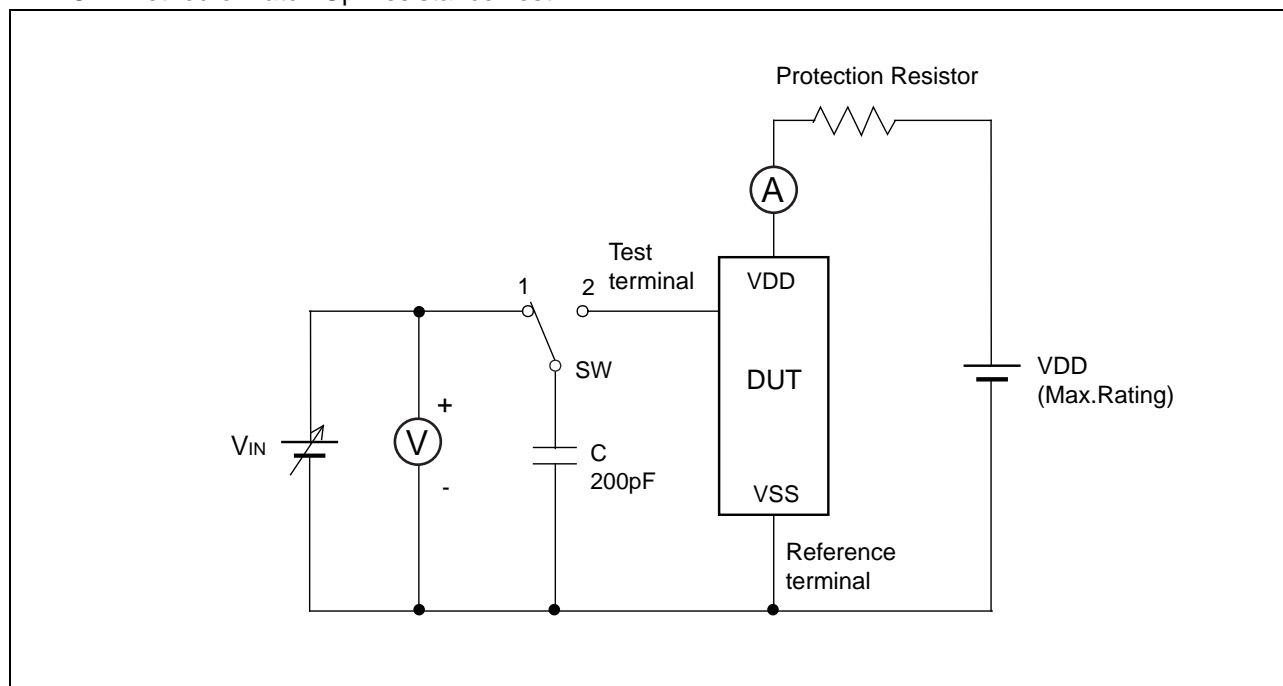 Protection Resistor
A
Test
terminal
1
2
VDD
SW
DUT
VDD
(Max.Rating)
VIN
+
V
-
C
200pF
VSS
Reference
terminal